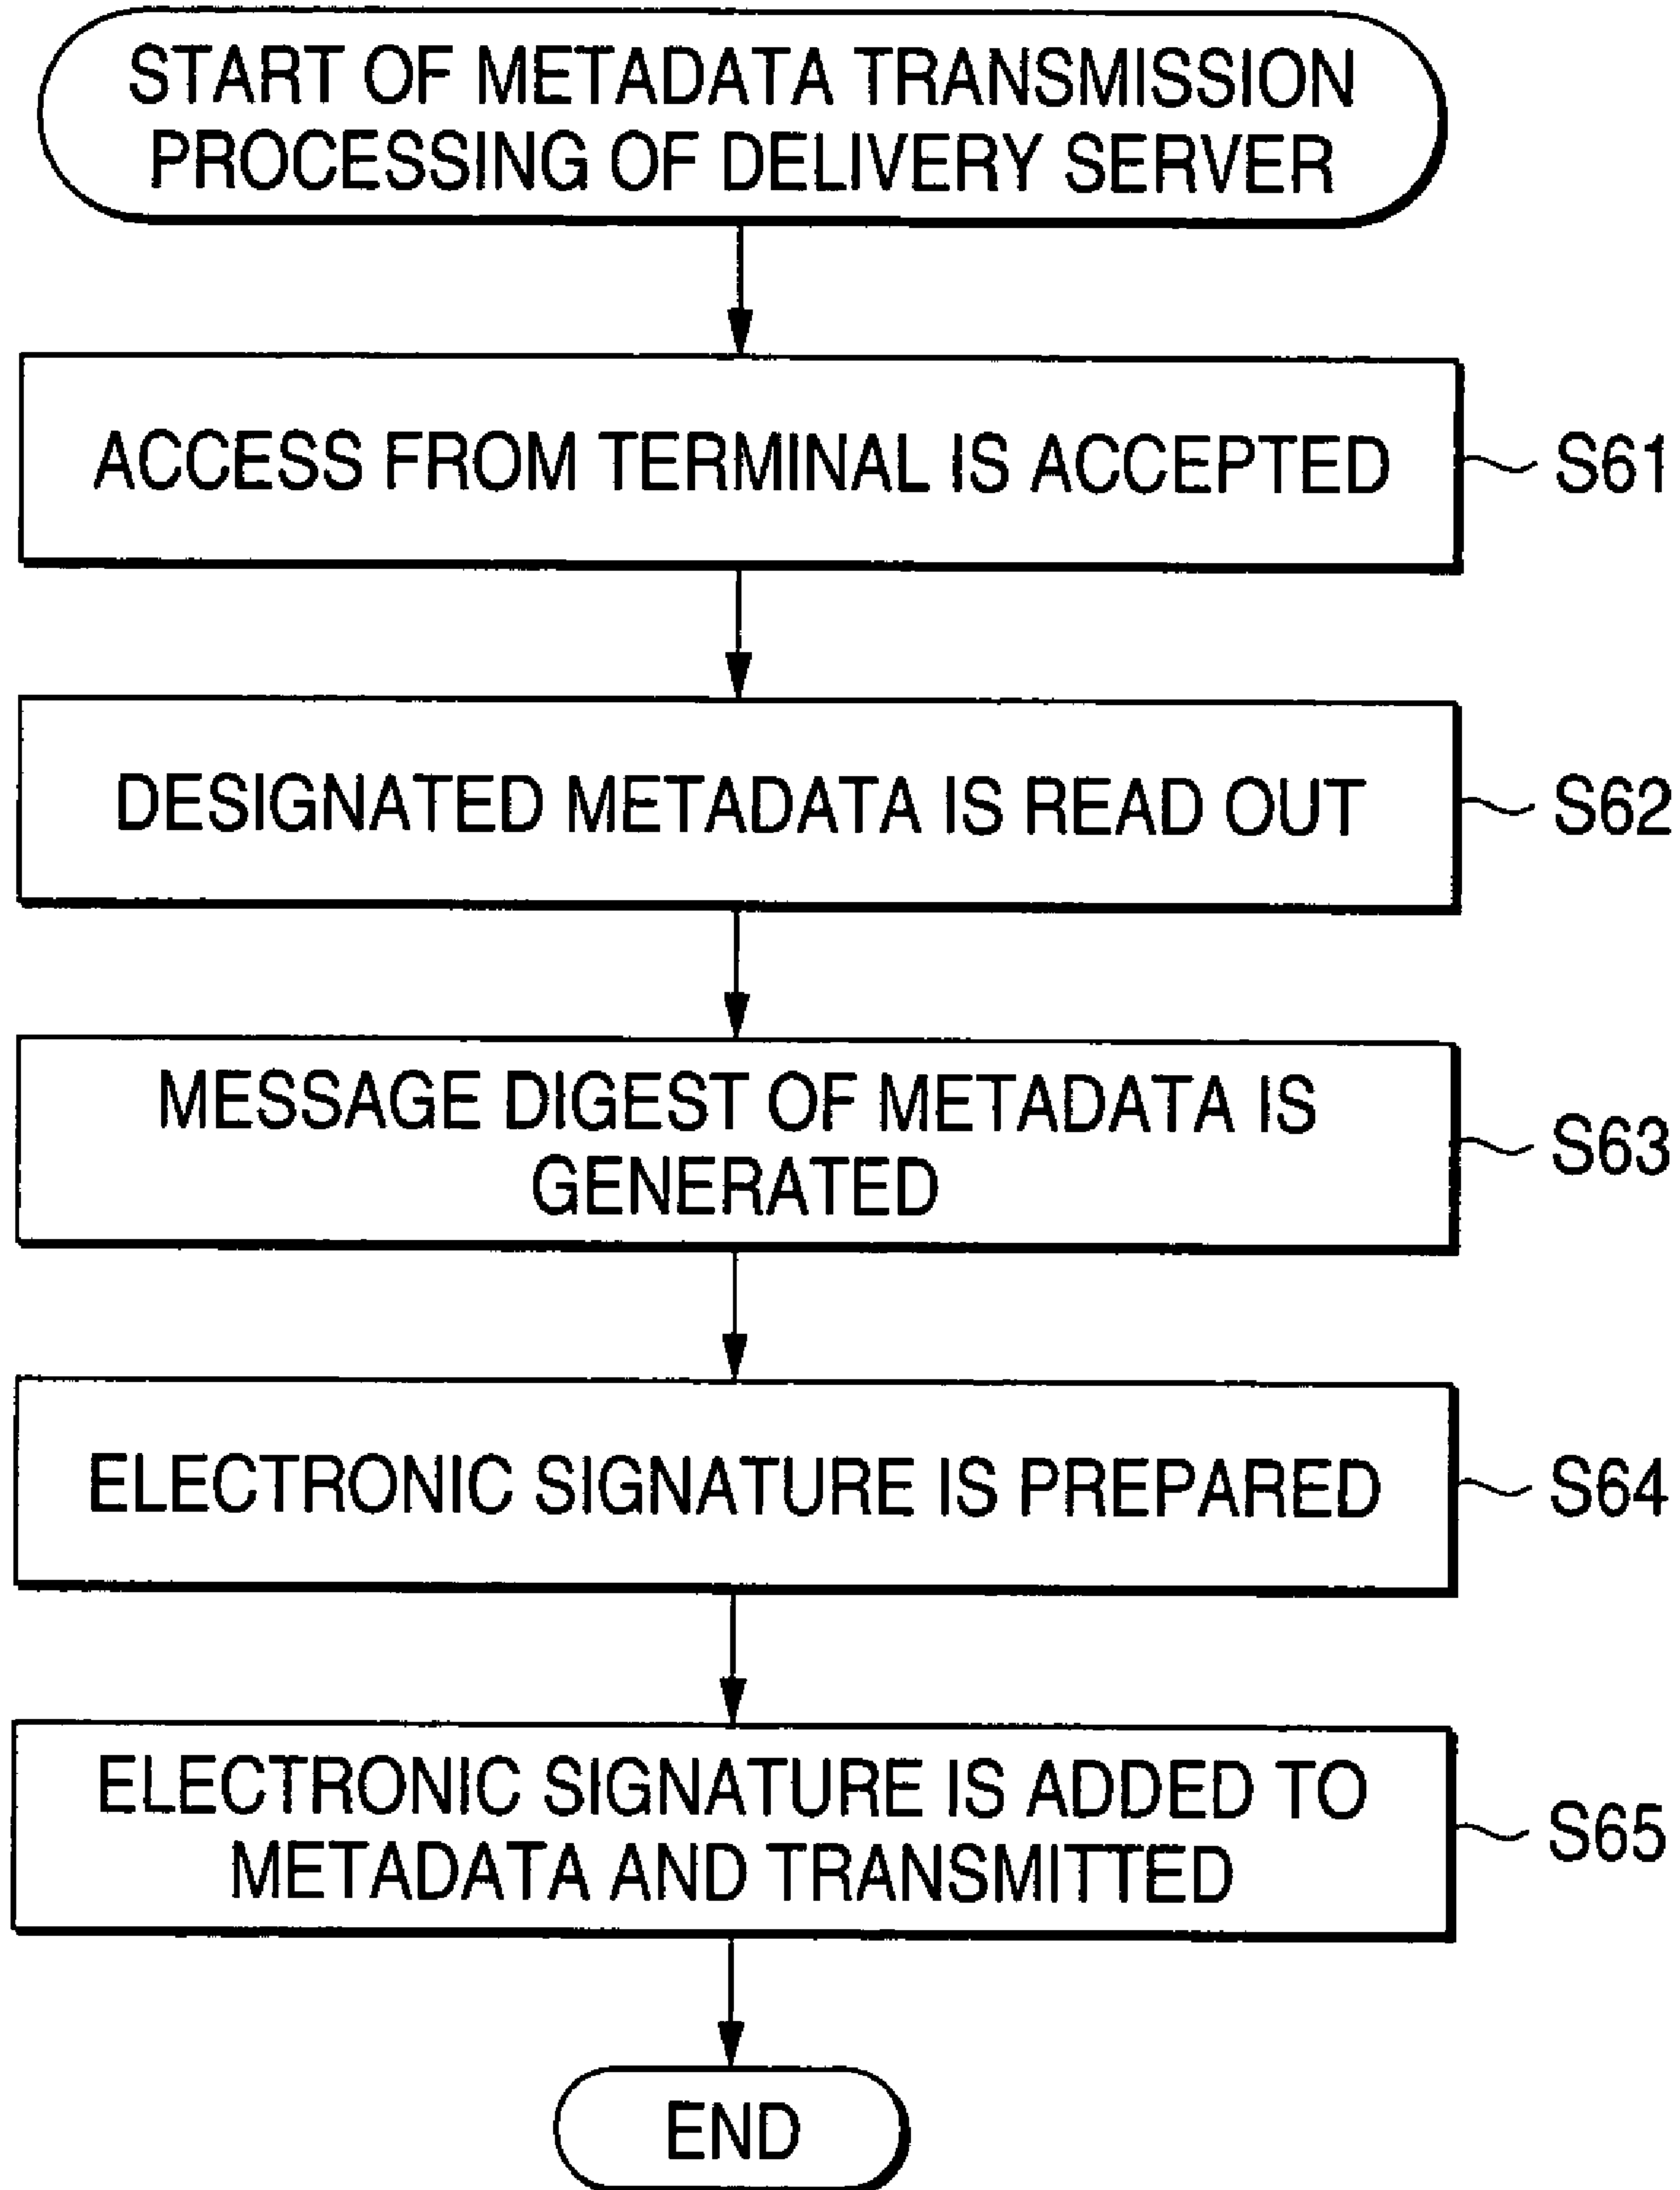 START OF METADATA TRANSMISSION
PROCESSING OF DELIVERY SERVER
ACCESS FROM TERMINAL IS ACCEPTED
S61
DESIGNATED METADATA IS READ OUT
S62
MESSAGE DIGEST OF METADATA IS
GENERATED
S63
ELECTRONIC SIGNATURE IS PREPARED
S64
ELECTRONIC SIGNATURE IS ADDED TO
METADATA AND TRANSMITTED
S65
END